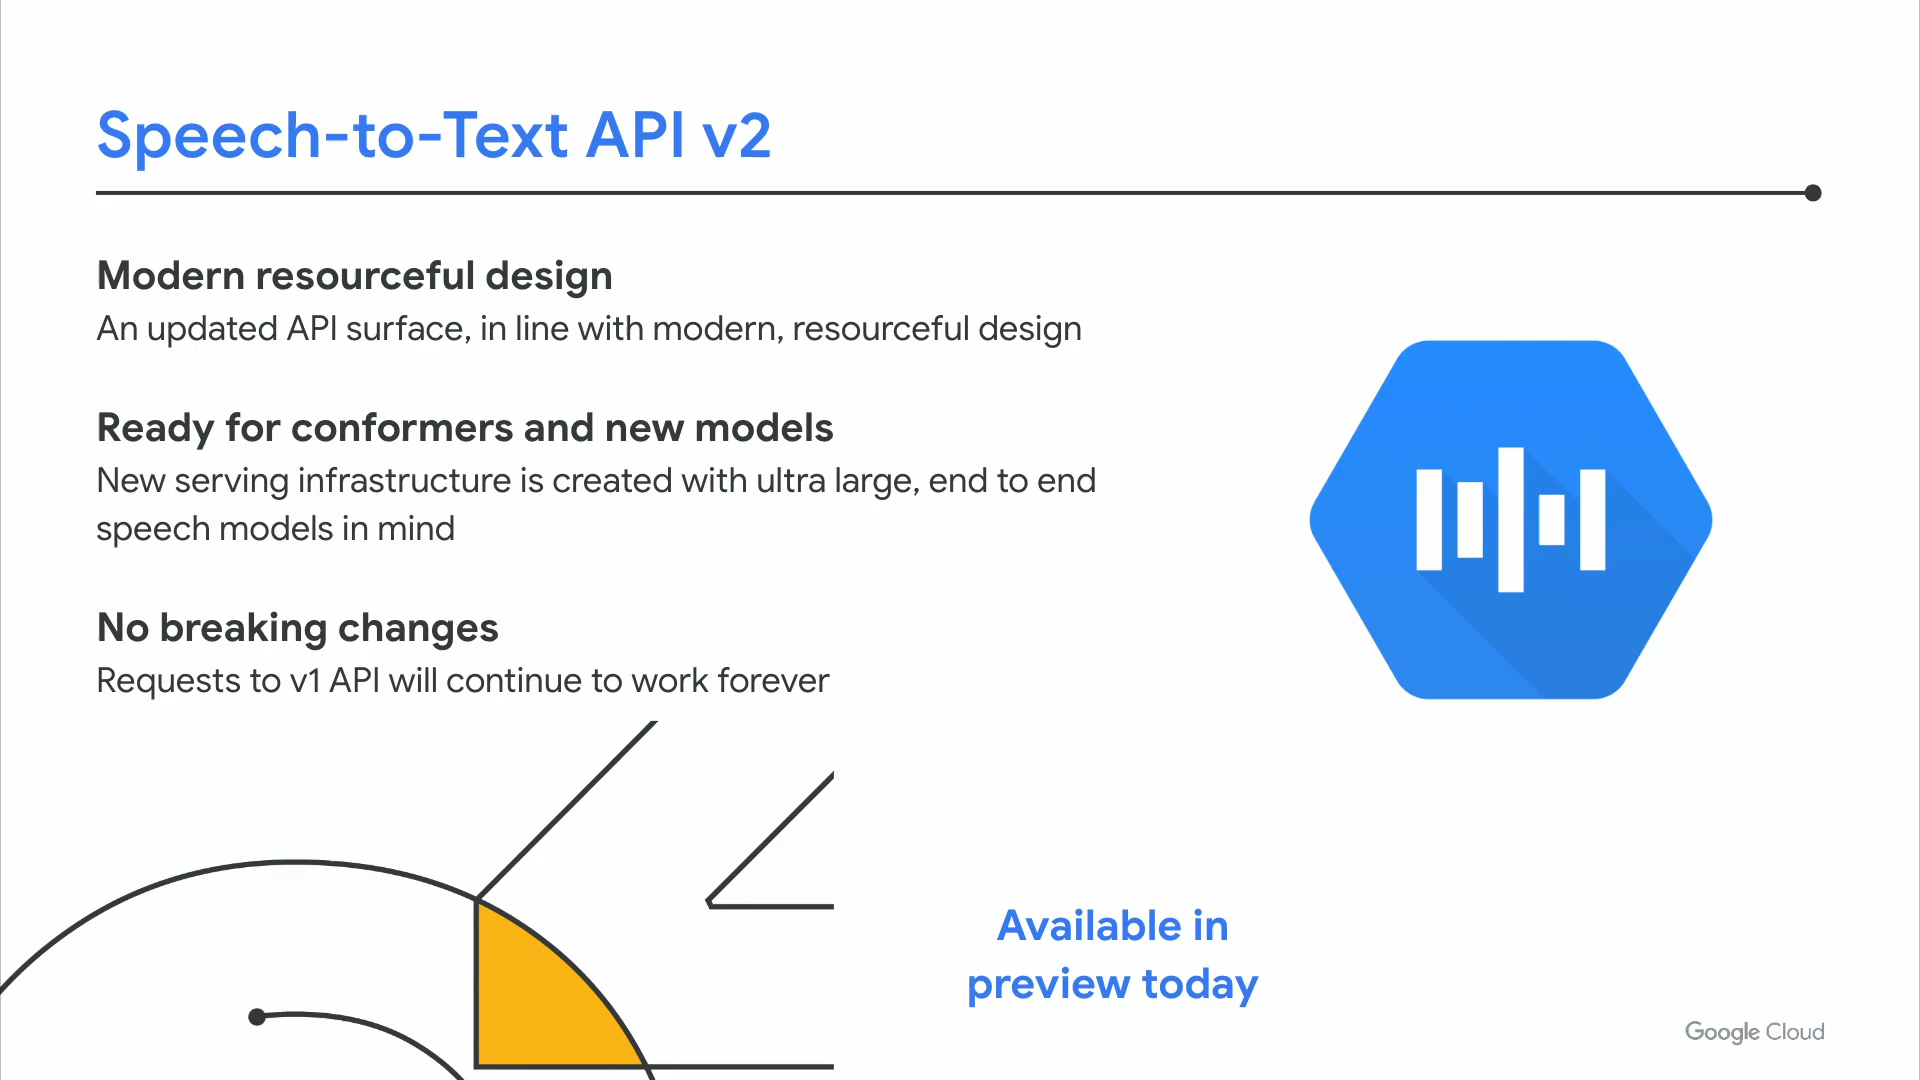 Speech-to-Text API v2
Modern resourceful design
An updated API surface, in line with modern, resourceful design
Ready for conformers and new models
New serving infrastructure is created with ultra large, end to end
speech models in mind
No breaking changes
Requests to v1 API will continue to work forever
Available in
preview today
Google Cloud